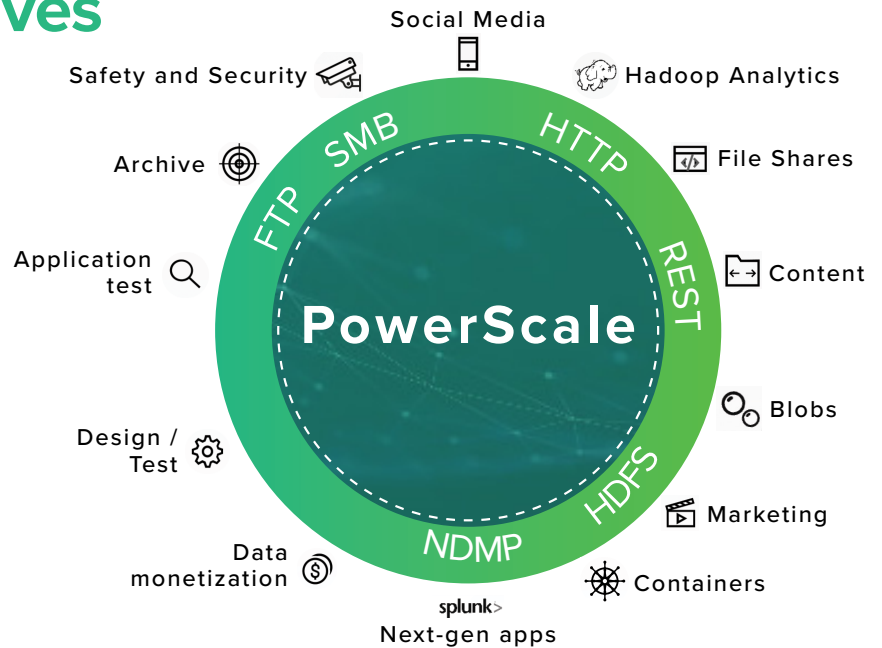 ves
Social Media
Safety and Security
Hadoop Analytics
SMB
HTTP
Archive
File Shares
FTP
Application
test
REST
Content
PowerScale
Blobs
Design /
Test
HDFS
Marketing
NDMP
Data
monetization
Containers
splunk>
Next-gen apps